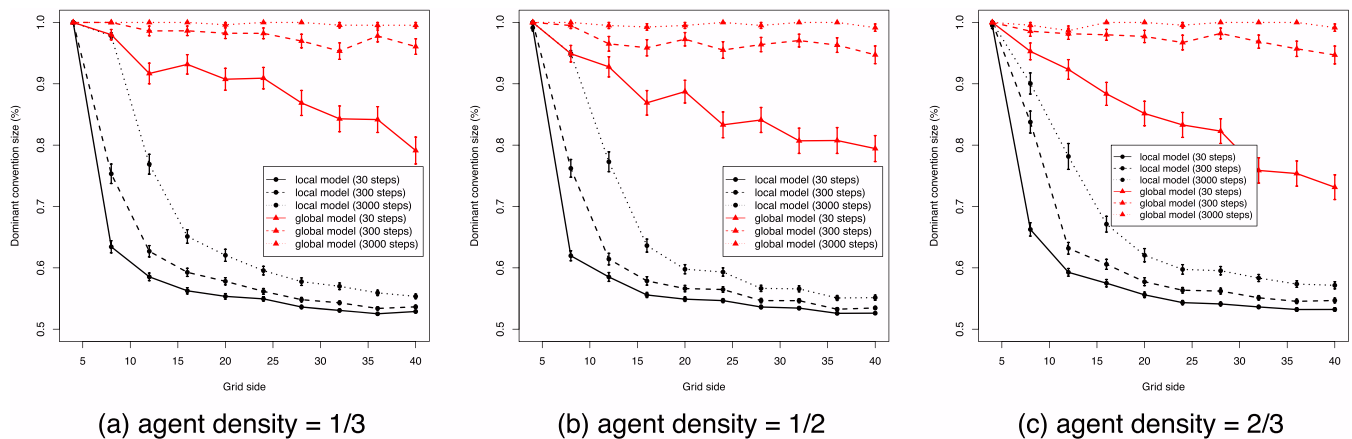 Dominant convention size (%)
1.0
0.9
0.8
0.7
0.6
0.5
local model (30 steps)
local model (300 steps)
local model (3000 steps)
global model (30 steps)
global model (300 steps)
global model (3000 steps)
5 10 15 20 25 30 35 40
Grid side
(a) agent density = 1/3
Dominant convention size (%)
1.0
0.9
0.8
0.7
0.6
0.5
local model (30 steps)
local model (300 steps)
local model (3000 steps)
global model (30 steps)
global model (300 steps)
global model (3000 steps)
5 10 15 20 25 30 35 40
Grid side
(b) agent density = 1/2
Dominant convention size (%)
1.0
0.9
0.8
0.7
0.6
0.5
local model (30 steps)
local model (300 steps)
local model (3000 steps)
global model (30 steps)
global model (300 steps)
global model (3000 steps)
5 10 15 20 25 30 35 40
Grid side
(c) agent density = 2/3